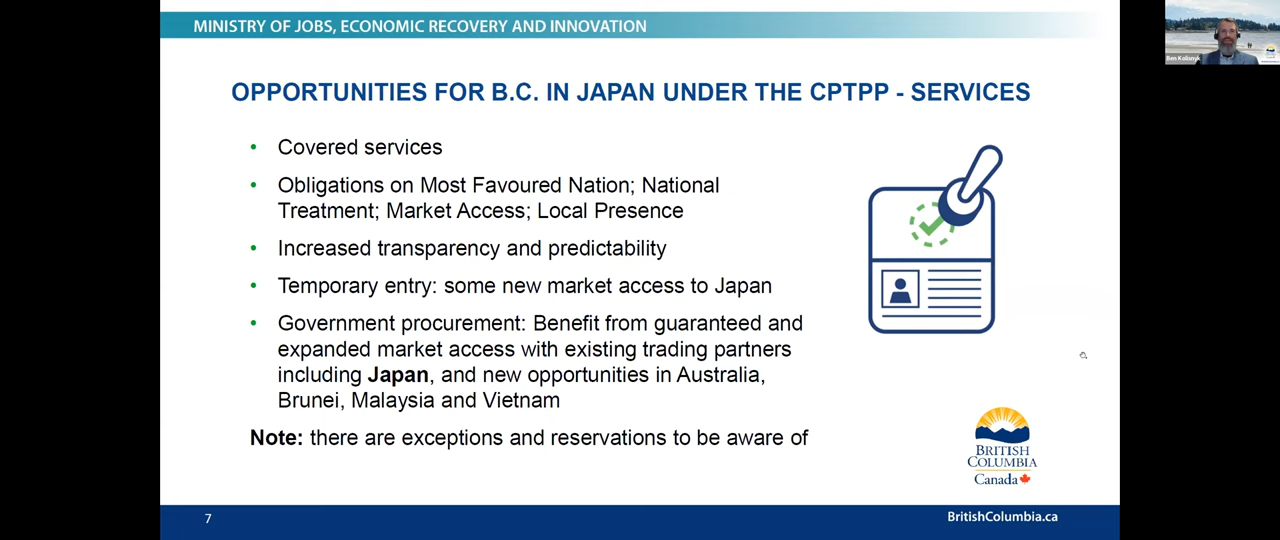 MINISTRY OF JOBS, ECONOMIC RECOVERY AND INNOVATION
OPPORTUNITIES FOR B.C. IN JAPAN UNDER THE CPTPP - SERVICES
• Covered services
• Obligations on Most Favoured Nation; National
Treatment; Market Access; Local Presence
• Increased transparency and predictability
• Temporary entry: some new market access to Japan
• Government procurement: Benefit from guaranteed and
expanded market access with existing trading partners
including Japan, and new opportunities in Australia,
Brunei, Malaysia and Vietnam
Note: there are exceptions and reservations to be aware of
BRITISH
COLUMBIA
Canada
7
BritishColumbia.ca
Ben